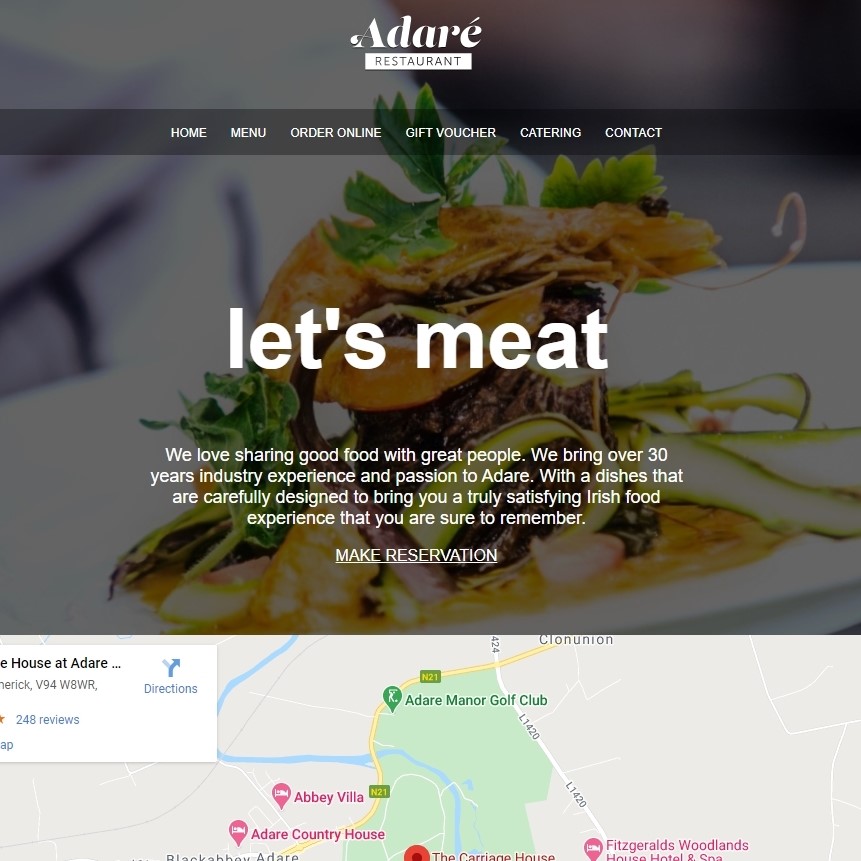 Adaré
RESTAURANT
HOME MENU ORDER ONLINE GIFT VOUCHER CATERING CONTACT
let's meat
We love sharing good food with great people. We bring over 30
years industry experience and passion to Adare. With a dishes that
are carefully designed to bring you a truly satisfying Irish food
experience that you are sure to remember.
MAKE RESERVATION
e House at Adare ...
Directions
nerick, V94 W8WR,
248 reviews
ap
424
Clonunion
N21
Adare Manor Golf Club
L1420
N21
Abbey Villa
L1420
Adare Country House
Blackabbey Adare
The Carriage House
Fitzgeralds Woodlands
House Hotel & Spa